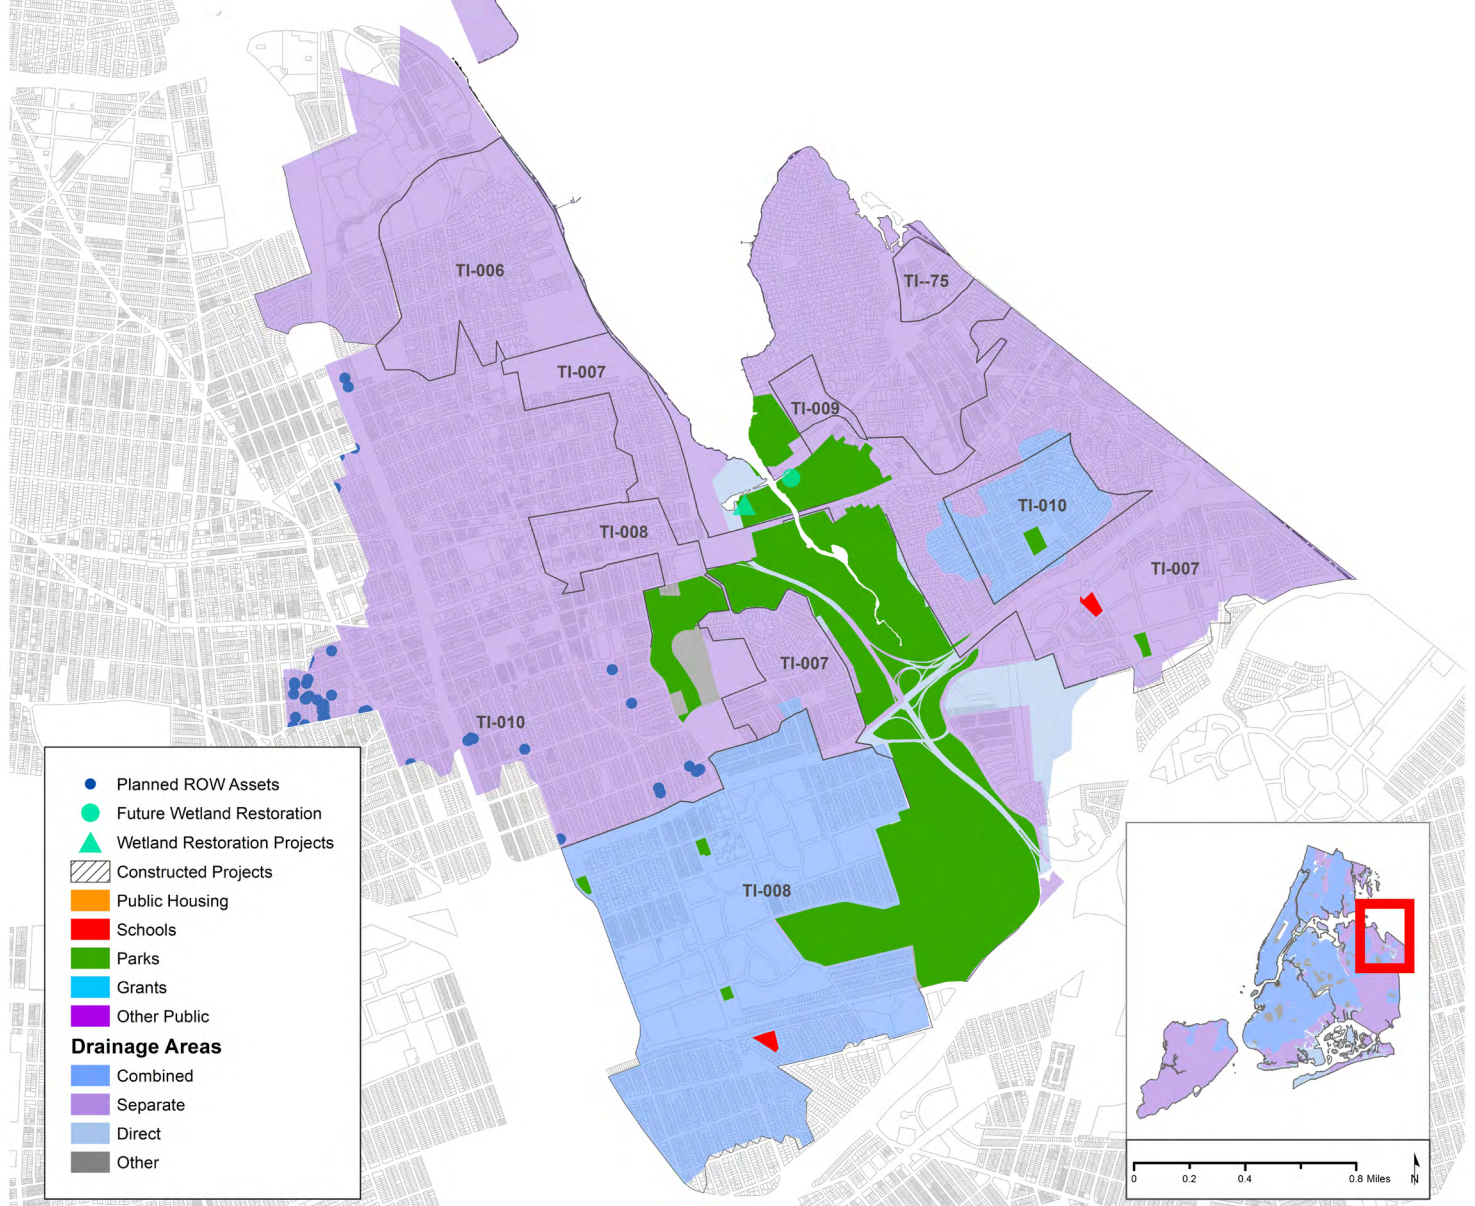 TI-006
TI--75
TI-007
TI-009
TI-010
TI-008
TI-007
TI-007
TI-010
TI-008
Planned ROW Assets
Future Wetland Restoration
Wetland Restoration Projects
Constructed Projects
Public Housing
Schools
Parks
Grants
Other Public
Drainage Areas
Combined
Separate
Direct
Other
0 0.2 0.4 0.8 Miles
N